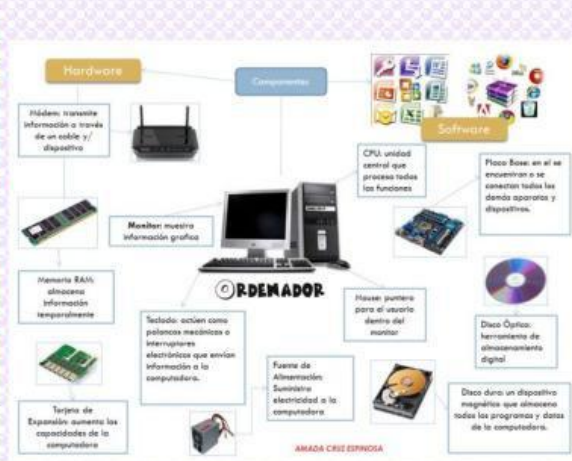 Hardware
Componentes
Software
Módem: transmite
información a través
de un cable y/
dispositivo
CPU: unidad
central que
procesa todas
las funciones
Placa Base: en el se
encuentran o se
conectan todos los
demás aparatos y
dispositivos.
Monitor: muestra
información grafica
ORDENADOR
Memoria RAM:
almacena
información
temporalmente
Teclado: actúen como
palancas mecánicas o
interruptores
electrónicos que envían
información a la
computadora.
Mouse: puntero
para el usuario
dentro del
monitor
Disco Óptico:
herramienta de
almacenamiento
digital
Tarjeta de
Expansión: aumenta las
capacidades de la
computadora
Fuente de
Alimentación:
Suministra
electricidad a la
computadora
Disco duro: un dispositivo
magnético que almacena
todos los programas y datos
de la computadora.
AMADA CRUZ ESPINOSA